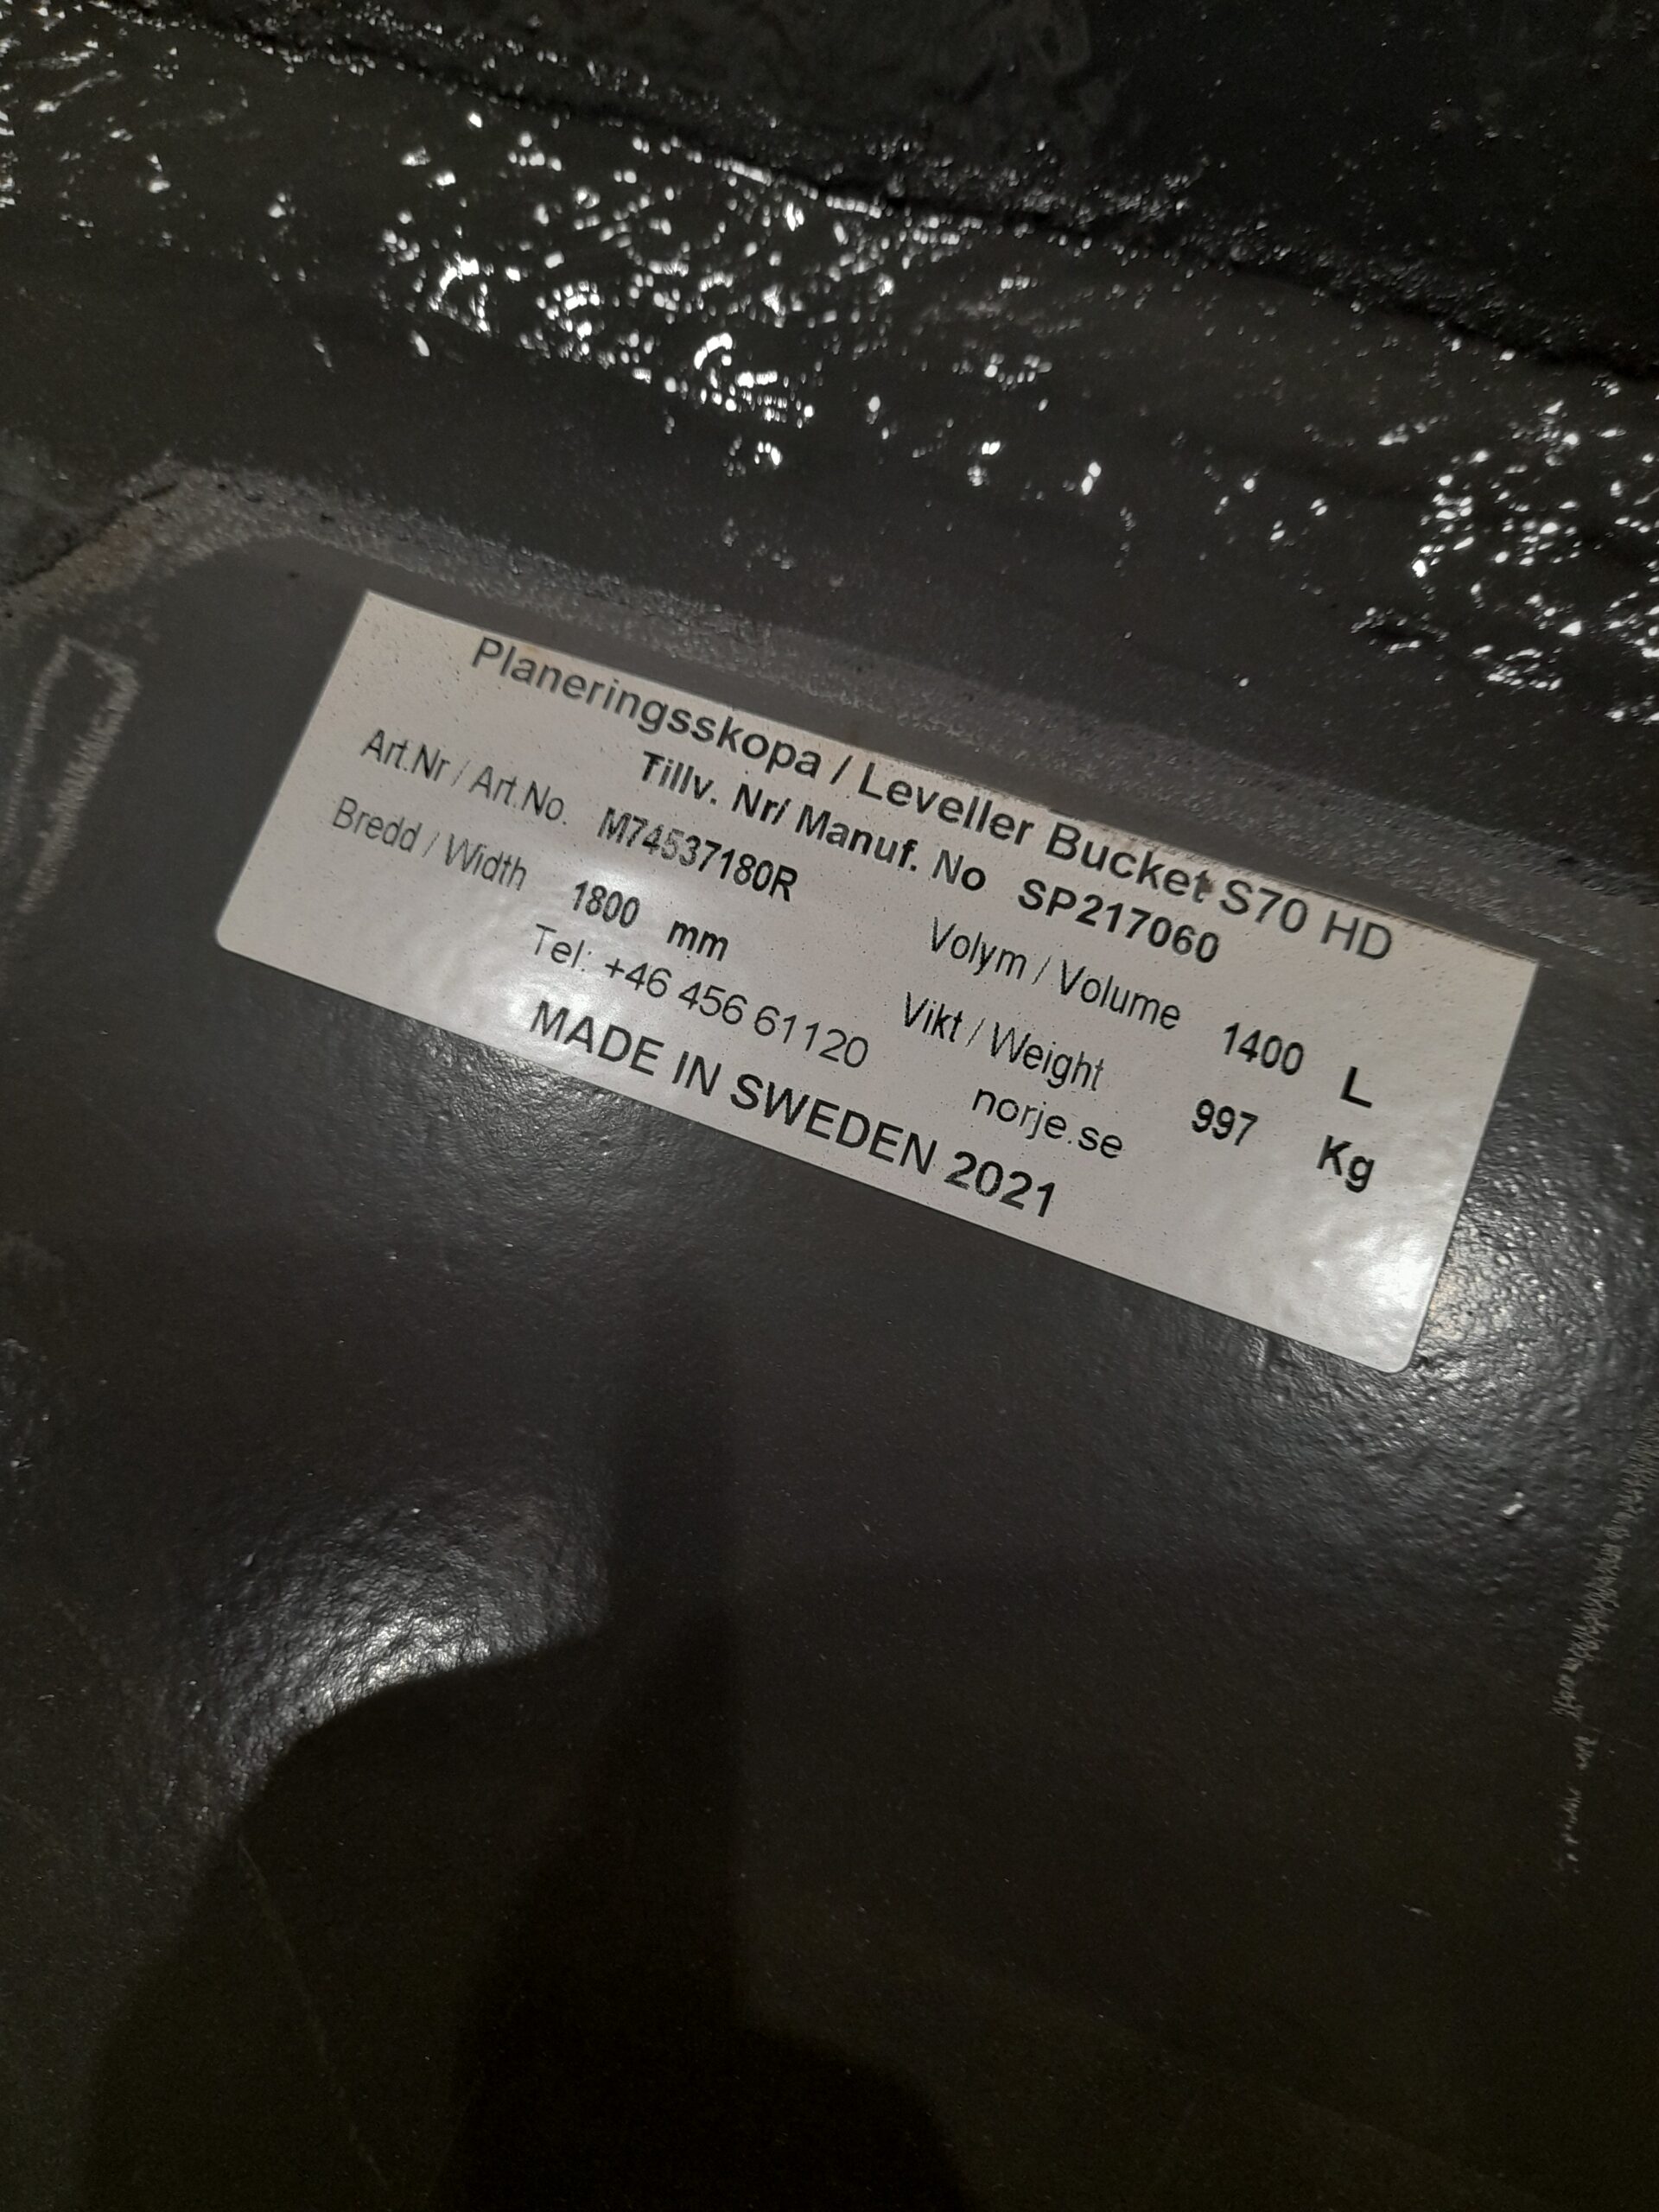 Planeringsskopa / Leveller Bucket S70 HD
Tillv. Nr/ Manuf. No SP217060
Art.Nr / Art.No. M74537180R Volym / Volume 1400 L
Bredd / Width 1800 mm Vikt / Weight 997 Kg
Tel: +46 456 61120 norje.se
MADE IN SWEDEN 2021